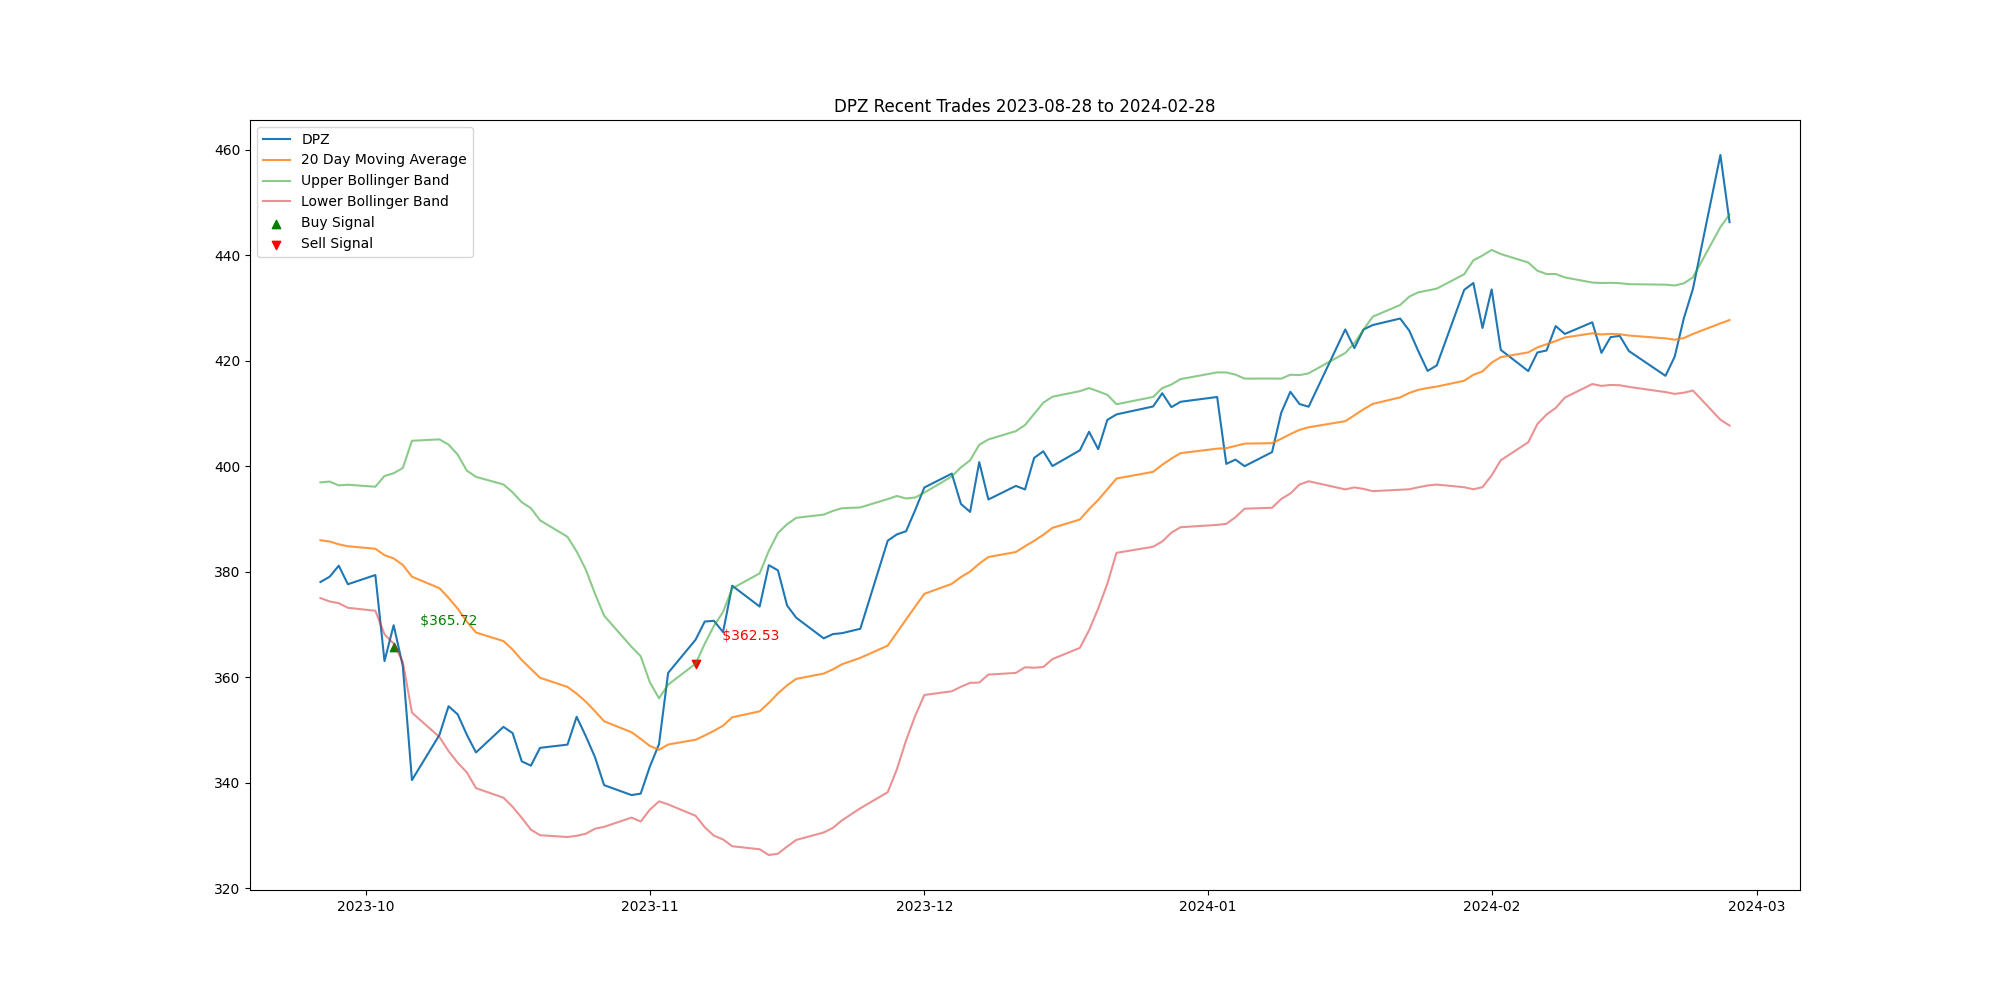 DPZ Recent Trades 2023-08-28 to 2024-02-28
DPZ
20 Day Moving Average
Upper Bollinger Band
Lower Bollinger Band
Buy Signal
Sell Signal
460
440
420
400
380
360
340
320
$365.72
$362.53
2023-10
2023-11
2023-12
2024-01
2024-02
2024-03